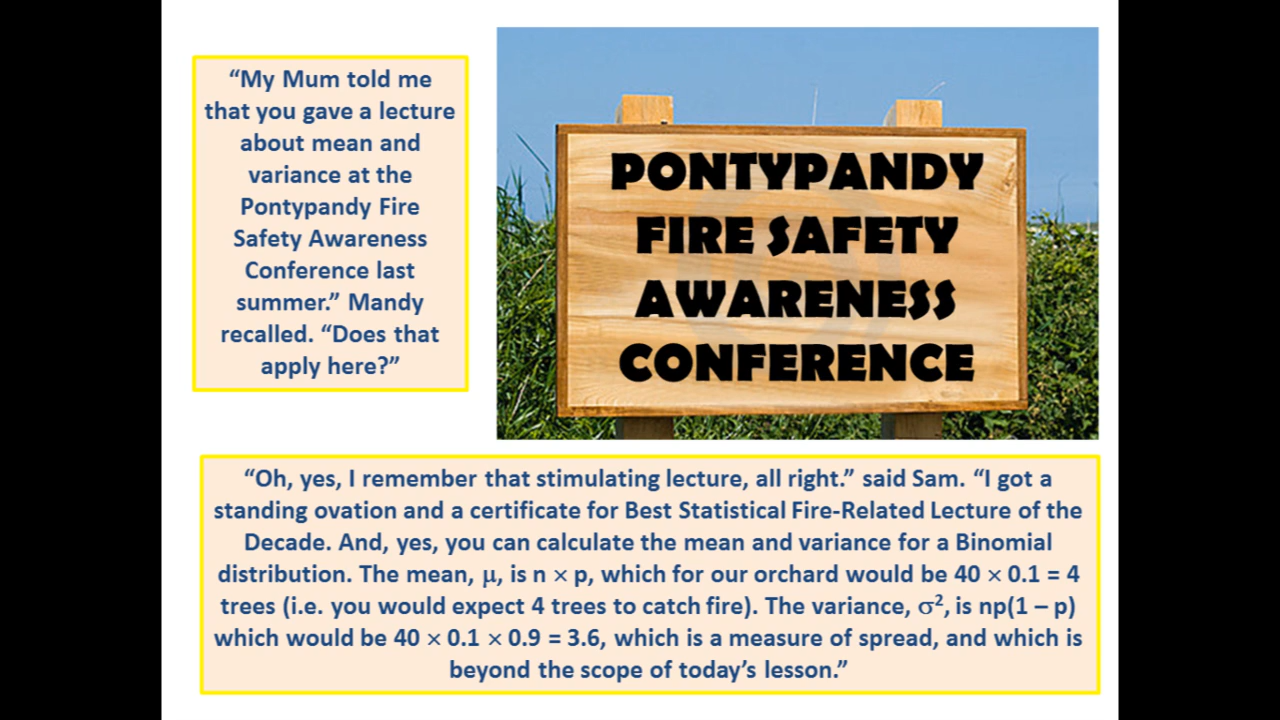 “My Mum told me
that you gave a lecture
about mean and
variance at the
Pontypandy Fire
Safety Awareness
Conference last
summer.” Mandy
recalled. “Does that
apply here?”
PONTYPANDY
FIRE SAFETY
AWARENESS
CONFERENCE
“Oh, yes, I remember that stimulating lecture, all right.” said Sam. “I got a
standing ovation and a certificate for Best Statistical Fire-Related Lecture of the
Decade. And, yes, you can calculate the mean and variance for a Binomial
distribution. The mean, μ, is n × p, which for our orchard would be 40 × 0.1 = 4
trees (i.e. you would expect 4 trees to catch fire). The variance, σ², is np(1 – p)
which would be 40 × 0.1 × 0.9 = 3.6, which is a measure of spread, and which is
beyond the scope of today’s lesson.”